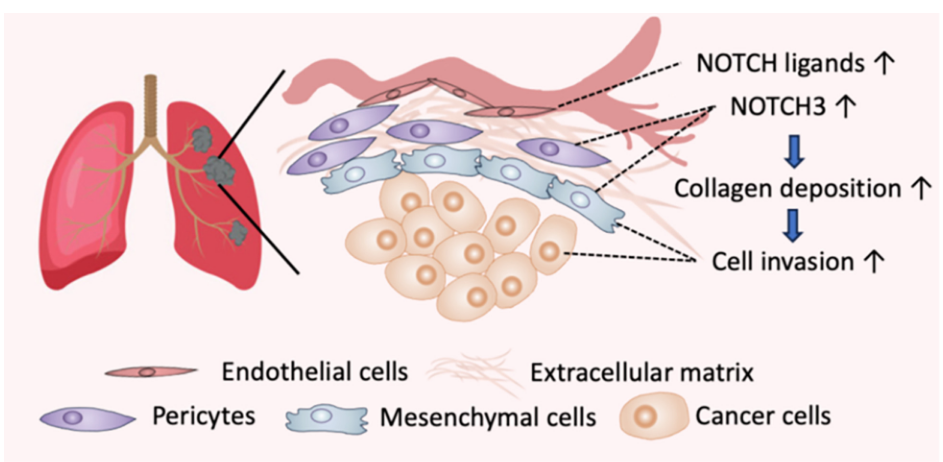 NOTCH ligands ↑
NOTCH3 ↑
Collagen deposition ↑
Cell invasion ↑
Endothelial cells
Extracellular matrix
Pericytes
Mesenchymal cells
Cancer cells